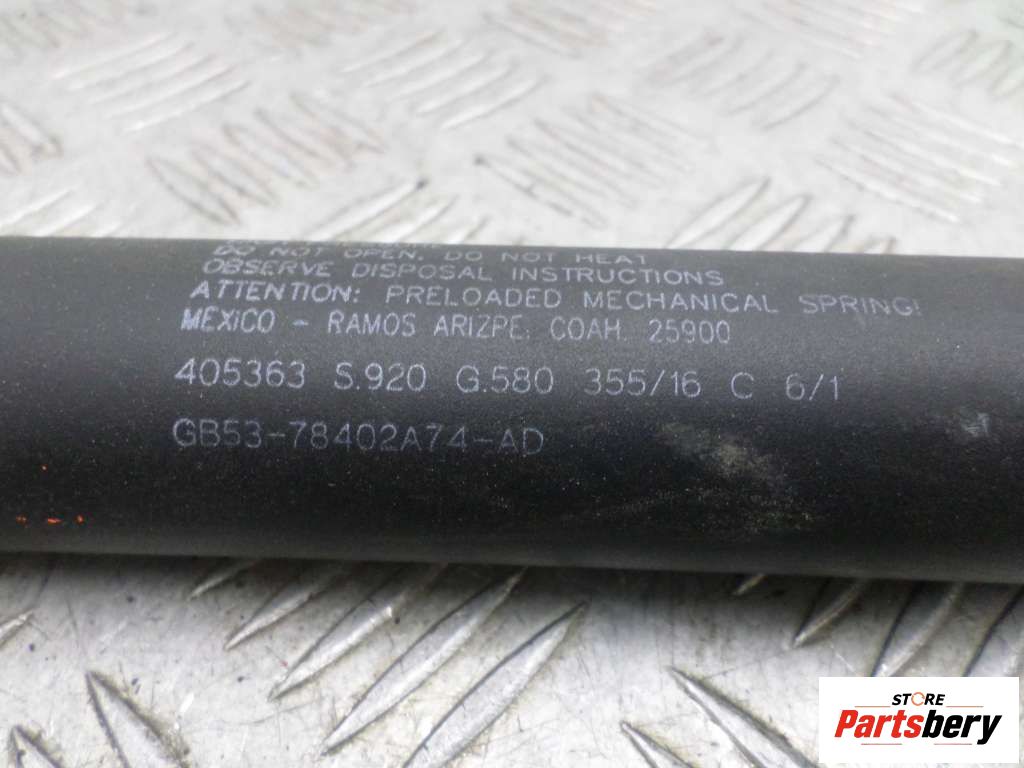 DO NOT OPEN, DO NOT HEAT
OBSERVE DISPOSAL INSTRUCTIONS
ATTENTION: PRELOADED MECHANICAL SPRING!
MEXICO - RAMOS ARIZPE, COAH. 25900
405363 S.920 G.580 355/16 C 6/1
GB53-78402A74-AD
STORE
Partsbery